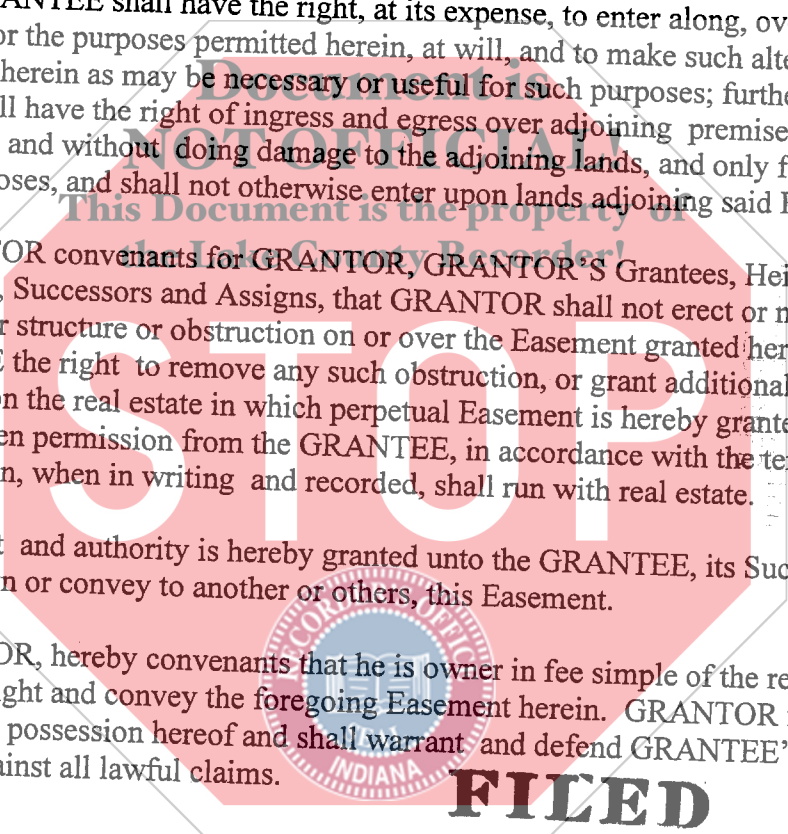 ANTEE shall have the right, at its expense, to enter along, ov
or the purposes permitted herein, at will, and to make such alte
herein as may be necessary or useful for such purposes; furthe
ll have the right of ingress and egress over adjoining premise
and without doing damage to the adjoining lands, and only f
oses, and shall not otherwise enter upon lands adjoining said
Document is
NOT OFFICIAL!
This Document is the property of
the Lake County Recorder!
OR convenants for GRANTOR, GRANTOR'S Grantees, Hei
, Successors and Assigns, that GRANTOR shall not erect or
r structure or obstruction on or over the Easement granted her
the right to remove any such obstruction, or grant additional
on the real estate in which perpetual Easement is hereby grante
en permission from the GRANTEE, in accordance with the te
n, when in writing and recorded, shall run with real estate.
STOP
and authority is hereby granted unto the GRANTEE, its Suc
n or convey to another or others, this Easement.
OR, hereby convenants that he is owner in fee simple of the re
ght and convey the foregoing Easement herein. GRANTOR
possession hereof and shall warrant and defend GRANTEE'
ainst all lawful claims.
RECORDER'S OFFICE
INDIANA
FILED